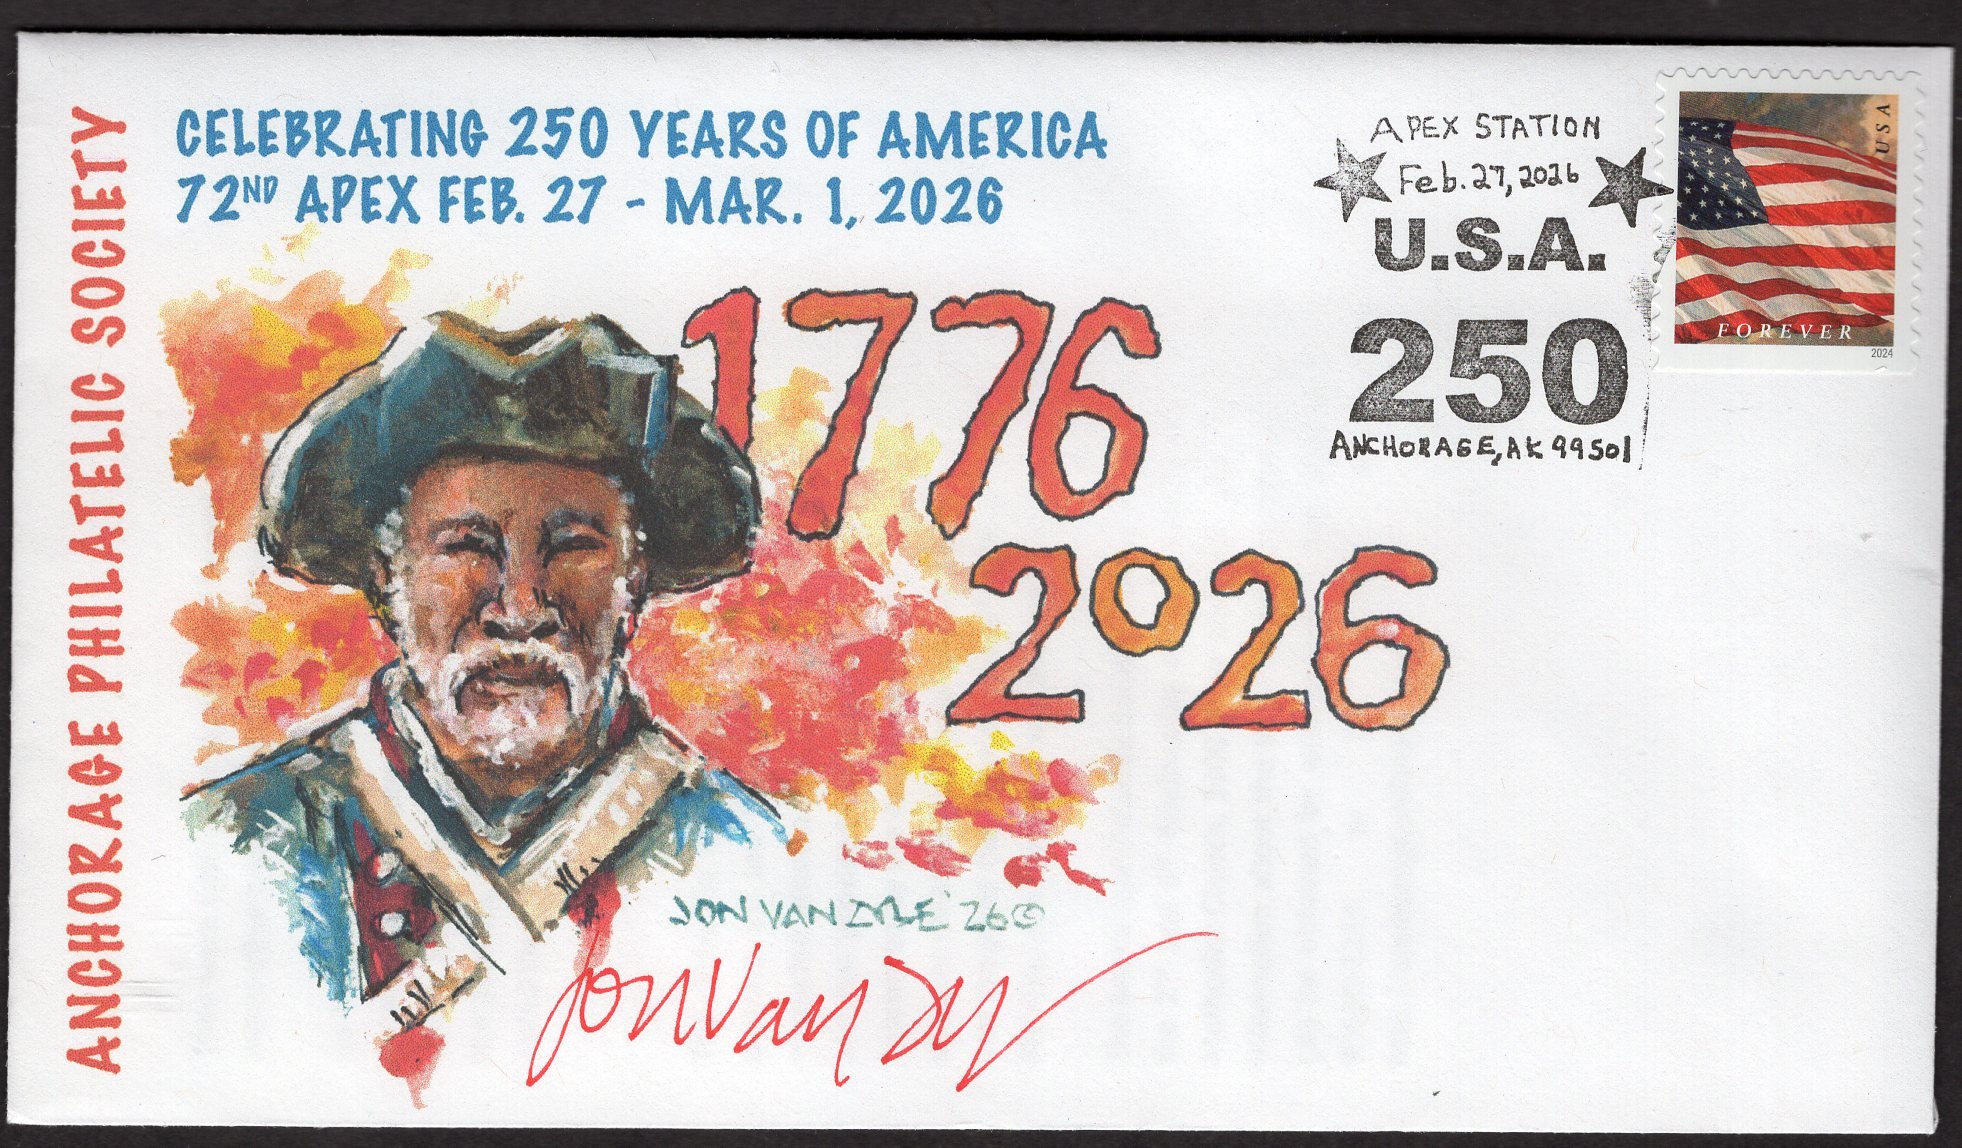 ANCHORAGE PHILATELIC SOCIETY
CELEBRATING 250 YEARS OF AMERICA
72ND APEX FEB. 27 - MAR. 1, 2026
1776
2026
JON VAN ZYLE '26©
Jon Van Zyle
APEX STATION
Feb. 27, 2026
U.S.A.
250
ANCHORAGE, AK 99501
USA
FOREVER
2024